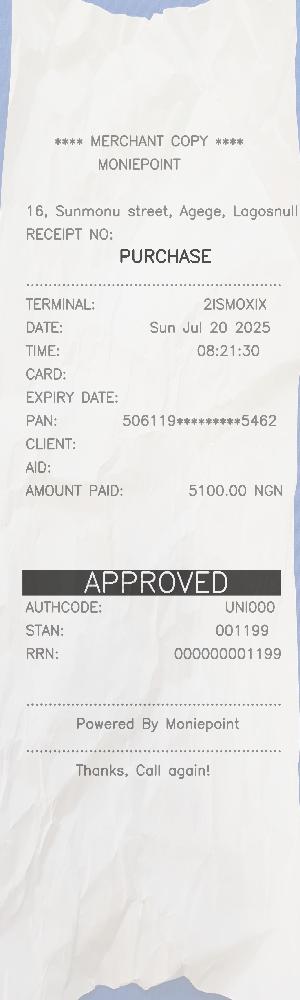 **** MERCHANT COPY ****
MONIEPOINT
16, Sunmonu street, Agege, Lagosnull
RECEIPT NO:
PURCHASE
TERMINAL: 2ISMOXIX
DATE: Sun Jul 20 2025
TIME: 08:21:30
CARD:
EXPIRY DATE:
PAN: 506119*********5462
CLIENT:
AID:
AMOUNT PAID: 5100.00 NGN
APPROVED
AUTHCODE: UNI000
STAN: 001199
RRN: 000000001199
Powered By Moniepoint
Thanks, Call again!